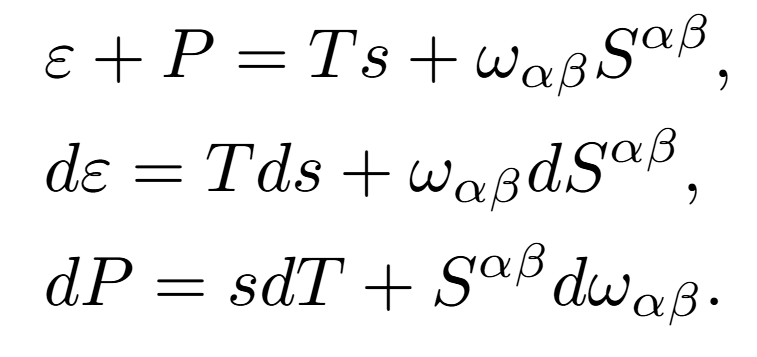 ε + P = Ts + ω_{αβ}S^{αβ},
dε = Tds + ω_{αβ}dS^{αβ},
dP = sdT + S^{αβ}dω_{αβ}.